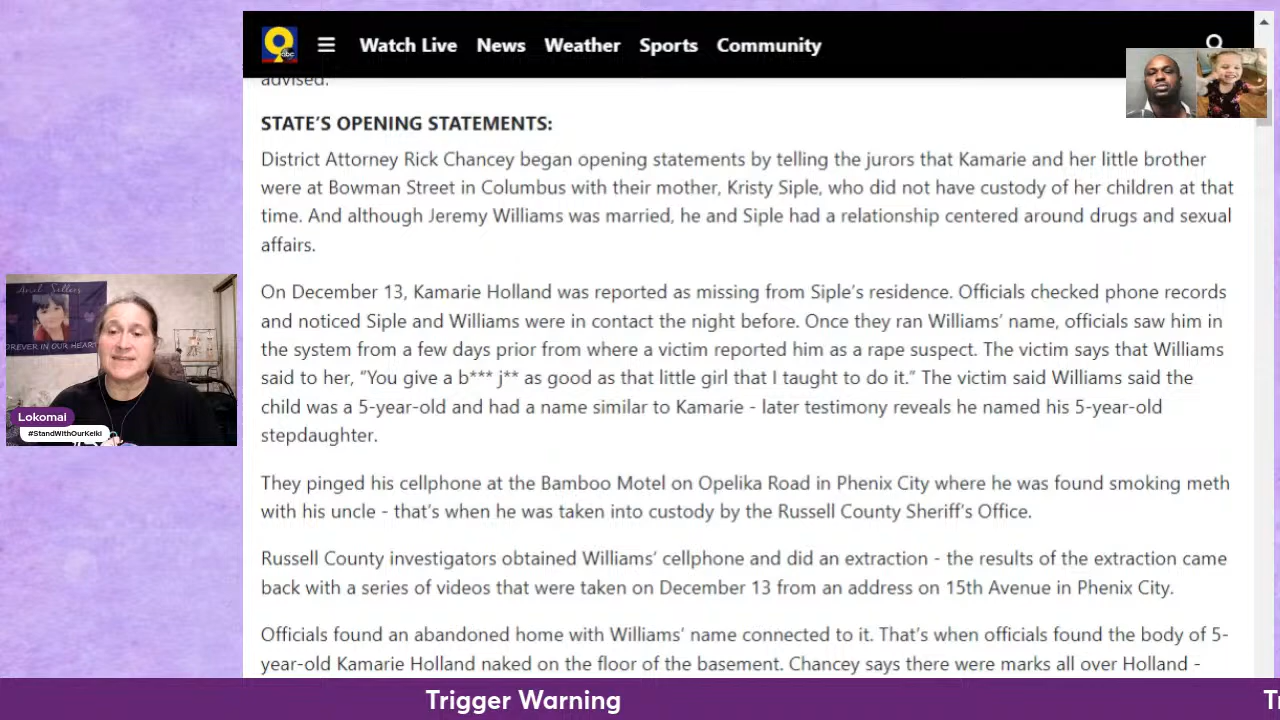 9
abc
Watch Live News Weather Sports Community
advised.
STATE'S OPENING STATEMENTS:
District Attorney Rick Chancey began opening statements by telling the jurors that Kamarie and her little brother
were at Bowman Street in Columbus with their mother, Kristy Siple, who did not have custody of her children at that
time. And although Jeremy Williams was married, he and Siple had a relationship centered around drugs and sexual
affairs.
On December 13, Kamarie Holland was reported as missing from Siple's residence. Officials checked phone records
and noticed Siple and Williams were in contact the night before. Once they ran Williams' name, officials saw him in
the system from a few days prior from where a victim reported him as a rape suspect. The victim says that Williams
said to her, "You give a b*** j** as good as that little girl that I taught to do it." The victim said Williams said the
child was a 5-year-old and had a name similar to Kamarie - later testimony reveals he named his 5-year-old
stepdaughter.
They pinged his cellphone at the Bamboo Motel on Opelika Road in Phenix City where he was found smoking meth
with his uncle - that's when he was taken into custody by the Russell County Sheriff's Office.
Russell County investigators obtained Williams' cellphone and did an extraction - the results of the extraction came
back with a series of videos that were taken on December 13 from an address on 15th Avenue in Phenix City.
Officials found an abandoned home with Williams' name connected to it. That's when officials found the body of 5-
year-old Kamarie Holland naked on the floor of the basement. Chancey says there were marks all over Holland -
Ariel Sellers
FOREVER IN OUR HEART
Lokomai
#StandWithOurKeiki
Trigger Warning
Tr